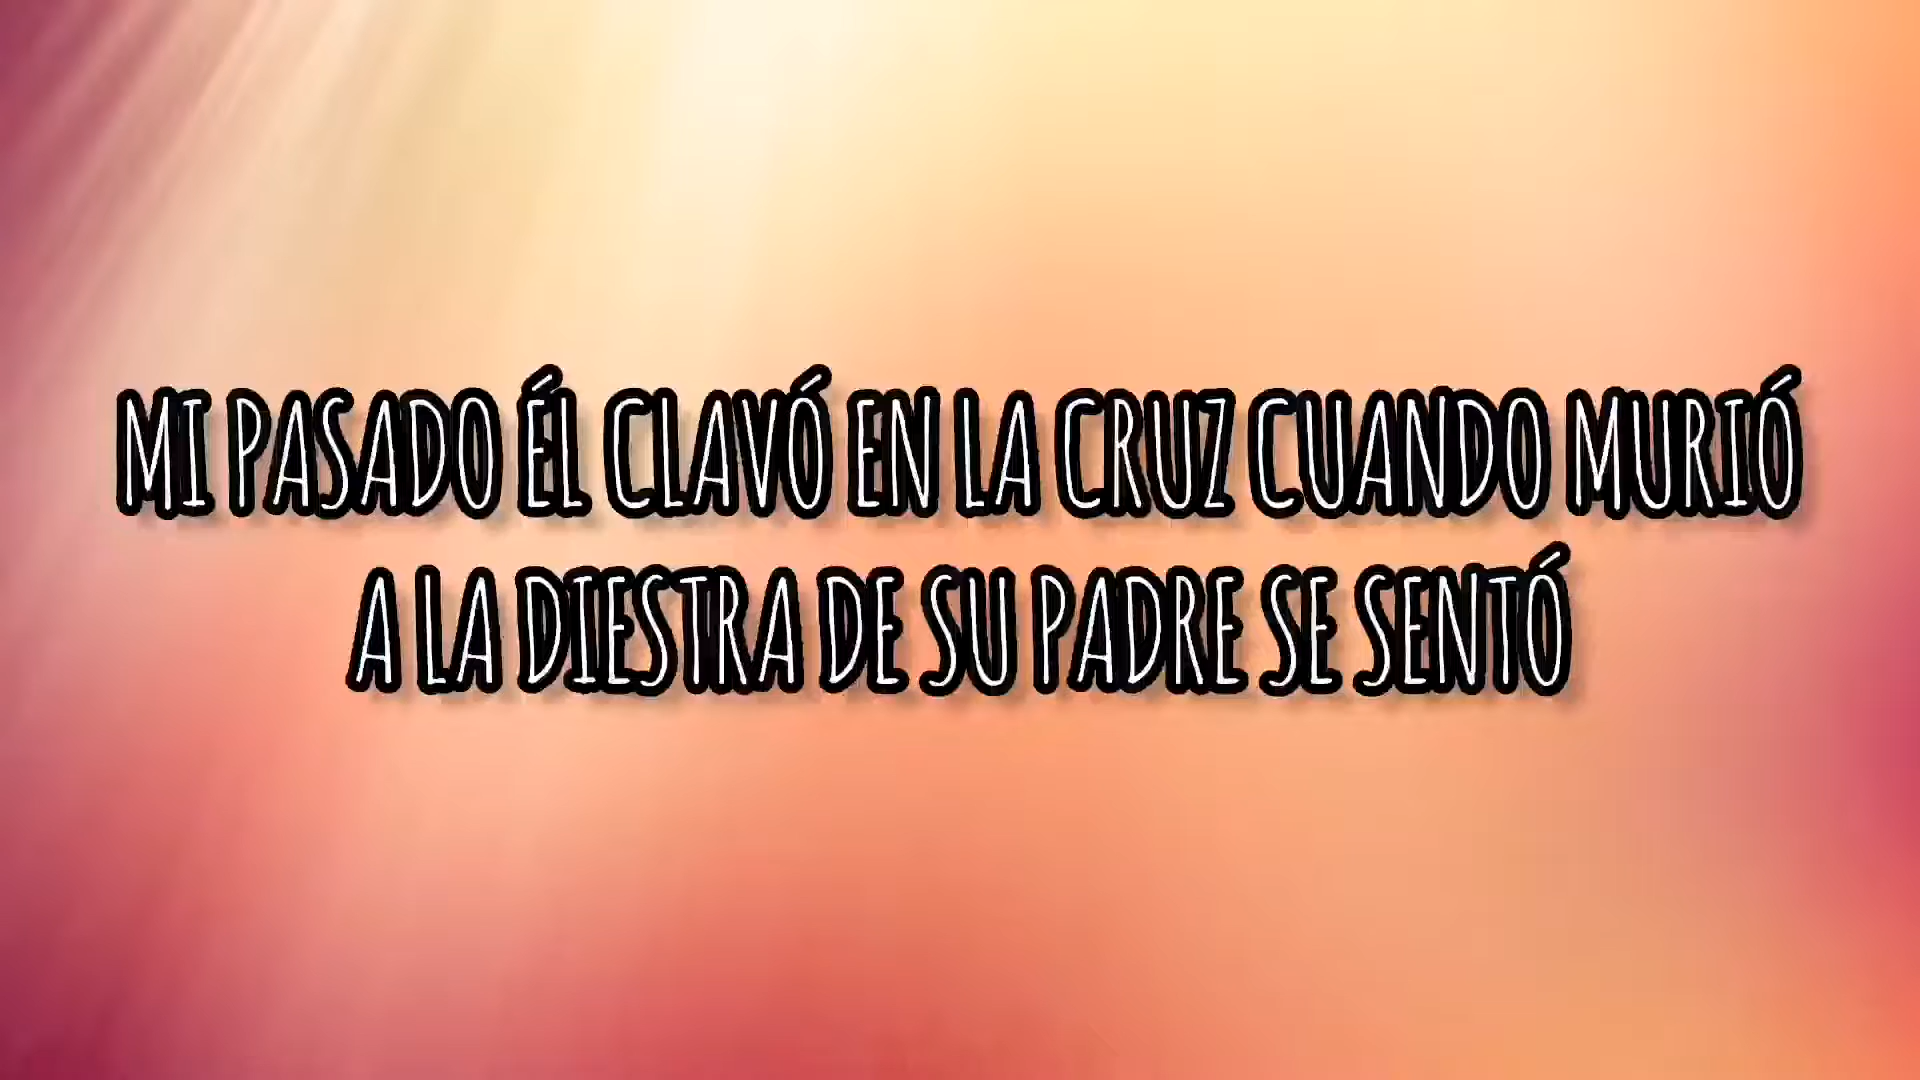 MI PASADO ÉL CLAVÓ EN LA CRUZ CUANDO MURIÓ
A LA DIESTRA DE SU PADRE SE SENTÓ